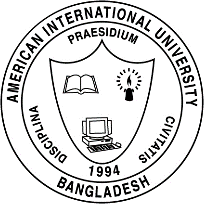 AMERICAN INTERNATIONAL UNIVERSITY
PRAESIDIUM
DISCIPLINA
CIVITATIS
1994
BANGLADESH